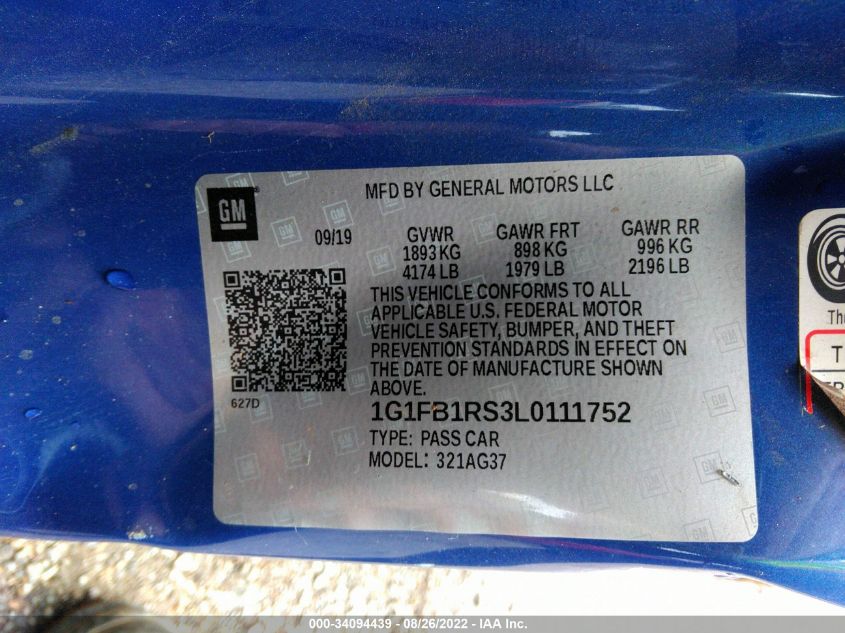 MFD BY GENERAL MOTORS LLC
GM
09/19
GVWR GAWR FRT GAWR RR
1893 KG 898 KG 996 KG
4174 LB 1979 LB 2196 LB
THIS VEHICLE CONFORMS TO ALL
APPLICABLE U.S. FEDERAL MOTOR
VEHICLE SAFETY, BUMPER, AND THEFT
PREVENTION STANDARDS IN EFFECT ON
THE DATE OF MANUFACTURE SHOWN
ABOVE.
627D
1G1FB1RS3L0111752
TYPE: PASS CAR
MODEL: 321AG37
000-34094439 - 08/26/2022 - IAA Inc.